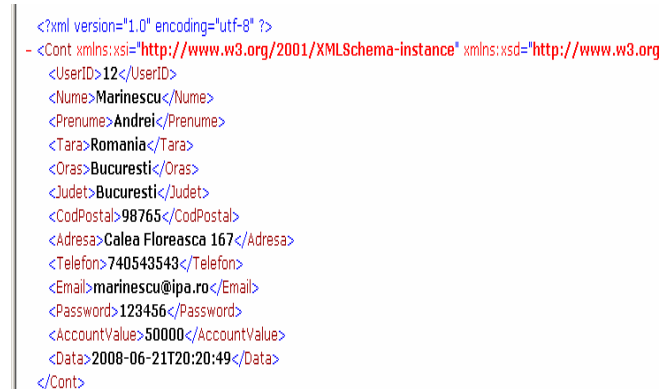 <?xml version="1.0" encoding="utf-8" ?>
- <Cont xmlns:xsi="http://www.w3.org/2001/XMLSchema-instance" xmlns:xsd="http://www.w3.org
<UserID>12</UserID>
<Nume>Marinescu</Nume>
<Prenume>Andrei</Prenume>
<Tara>Romania</Tara>
<Oras>Bucuresti</Oras>
<Judet>Bucuresti</Judet>
<CodPostal>98765</CodPostal>
<Adresa>Calea Floreasca 167</Adresa>
<Telefon>740543543</Telefon>
<Email>marinescu@ipa.ro</Email>
<Password>123456</Password>
<AccountValue>50000</AccountValue>
<Data>2008-06-21T20:20:49</Data>
</Cont>